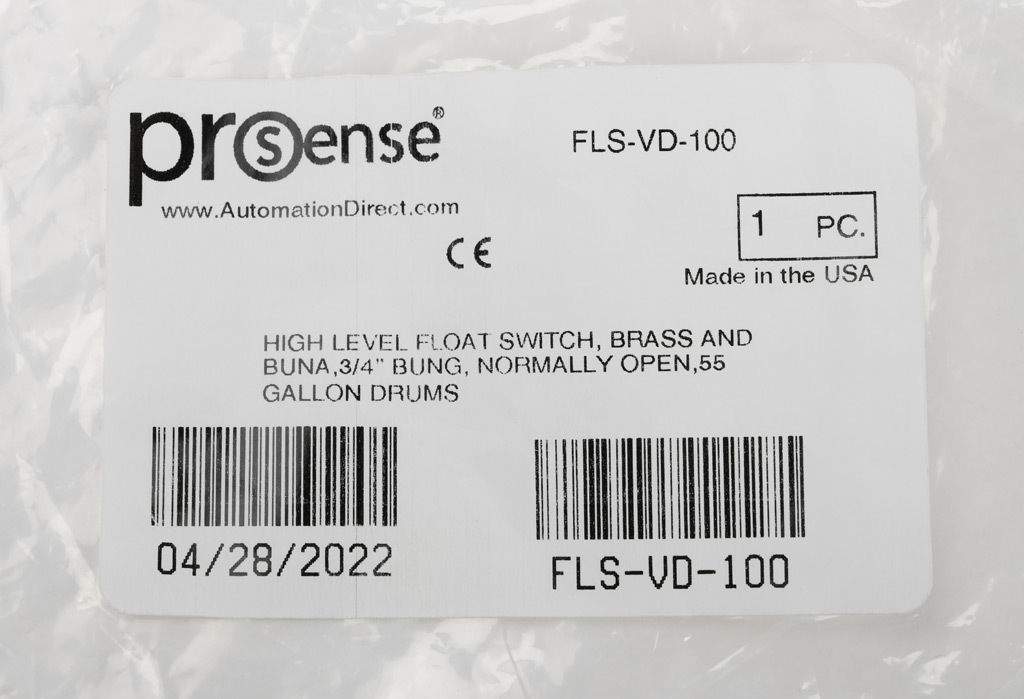 prosense®
FLS-VD-100
www.AutomationDirect.com
CE
1 PC.
Made in the USA
HIGH LEVEL FLOAT SWITCH, BRASS AND
BUNA,3/4" BUNG, NORMALLY OPEN,55
GALLON DRUMS
04/28/2022
FLS-VD-100